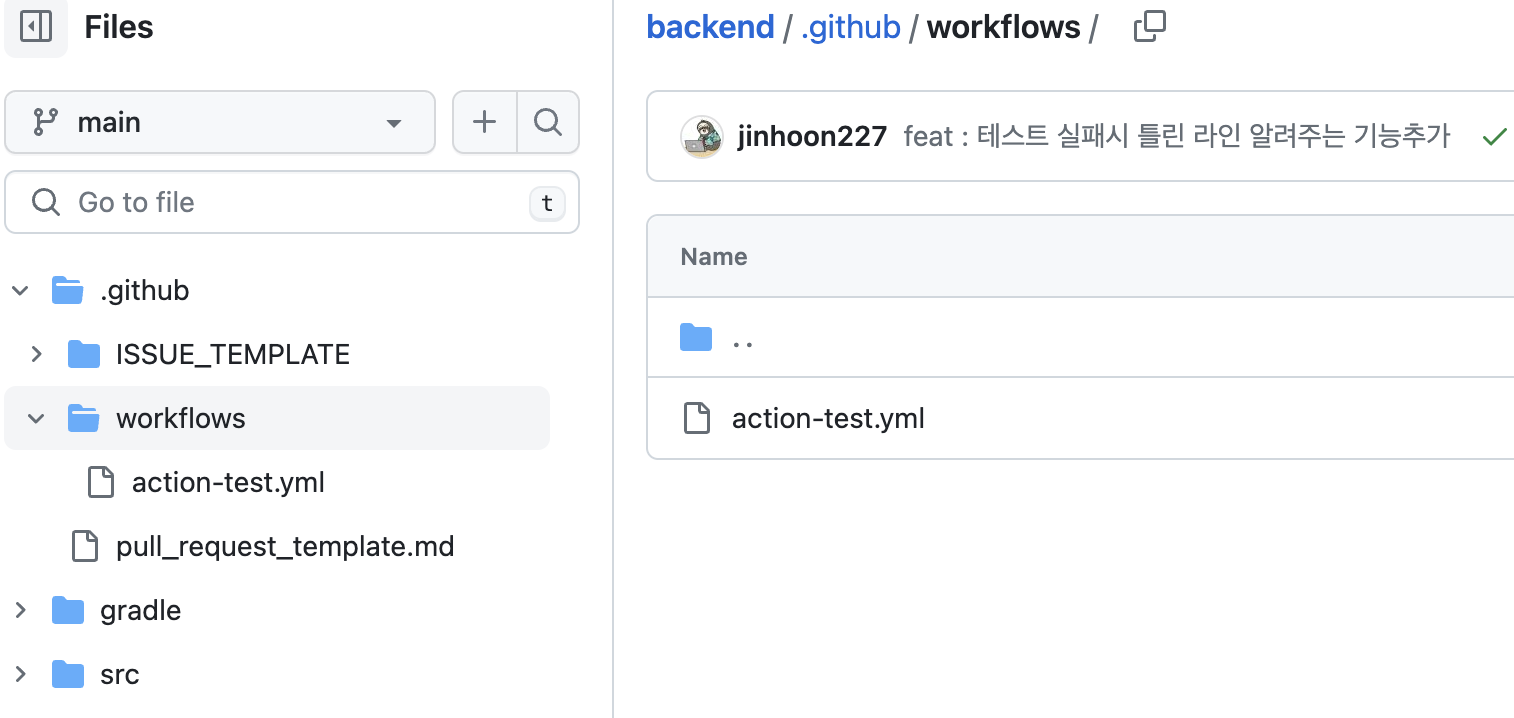 Files
main
Go to file
t
.github
ISSUE_TEMPLATE
workflows
action-test.yml
pull_request_template.md
gradle
src
backend / .github / workflows /
jinhoon227 feat : 테스트 실패시 틀린 라인 알려주는 기능추가
Name
..
action-test.yml